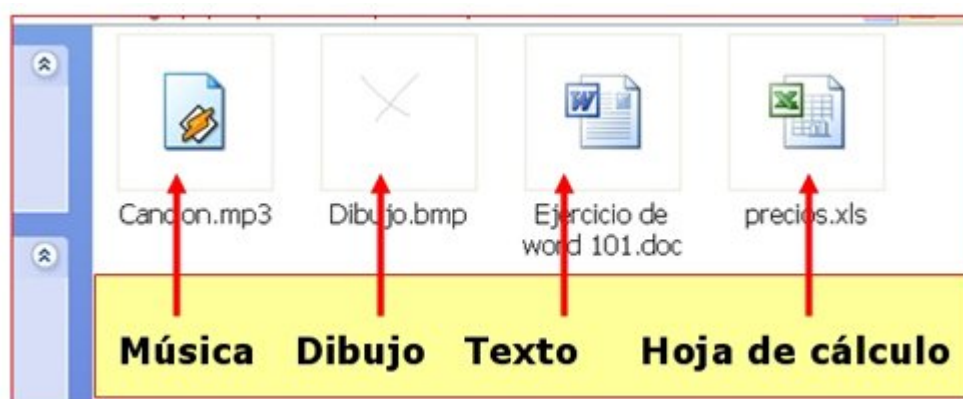 Cancion.mp3
Dibujo.bmp
Ejercicio de
word 101.doc
precios.xls
Música
Dibujo
Texto
Hoja de cálculo